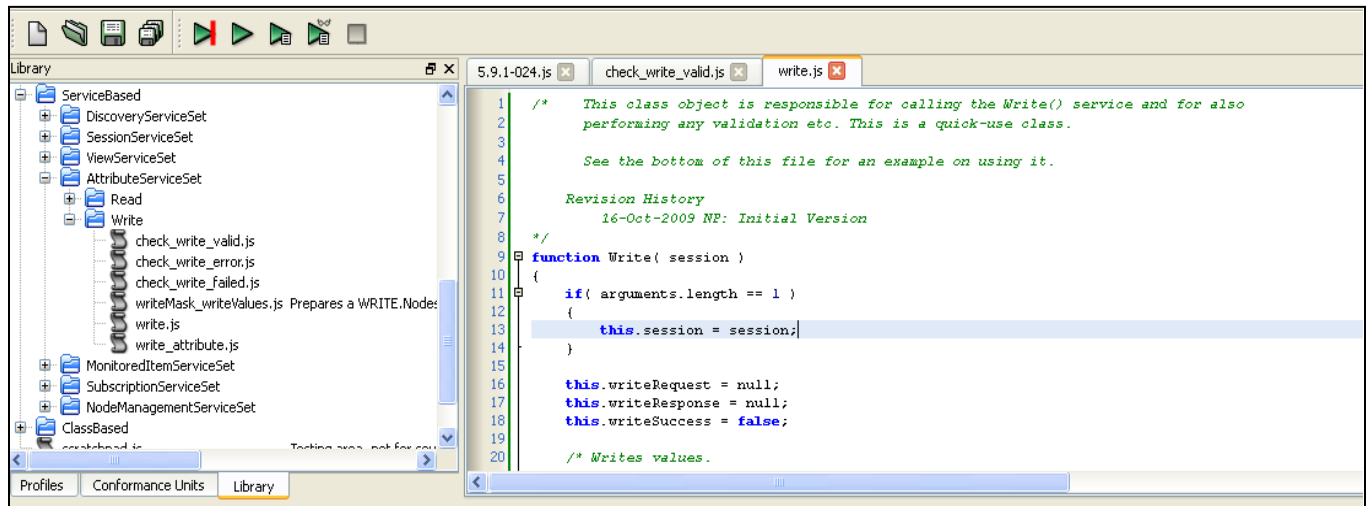 Library
ServiceBased
DiscoveryServiceSet
SessionServiceSet
ViewServiceSet
AttributeServiceSet
Read
Write
check_write_valid.js
check_write_error.js
check_write_failed.js
writeMask_writeValues.js Prepares a WRITE.Nodes
write.js
write_attribute.js
MonitoredItemServiceSet
SubscriptionServiceSet
NodeManagementServiceSet
ClassBased
scratchpad.js Testing area, not for
Profiles Conformance Units Library
5.9.1-024.js check_write_valid.js write.js
1 /* This class object is responsible for calling the Write() service and for also
2 performing any validation etc. This is a quick-use class.
3
4 See the bottom of this file for an example on using it.
5
6 Revision History
7 16-Oct-2009 NP: Initial Version
8 */
9 function Write( session )
10 {
11 if( arguments.length == 1 )
12 {
13 this.session = session;
14 }
15
16 this.writeRequest = null;
17 this.writeResponse = null;
18 this.writeSuccess = false;
19
20 /* Writes values.